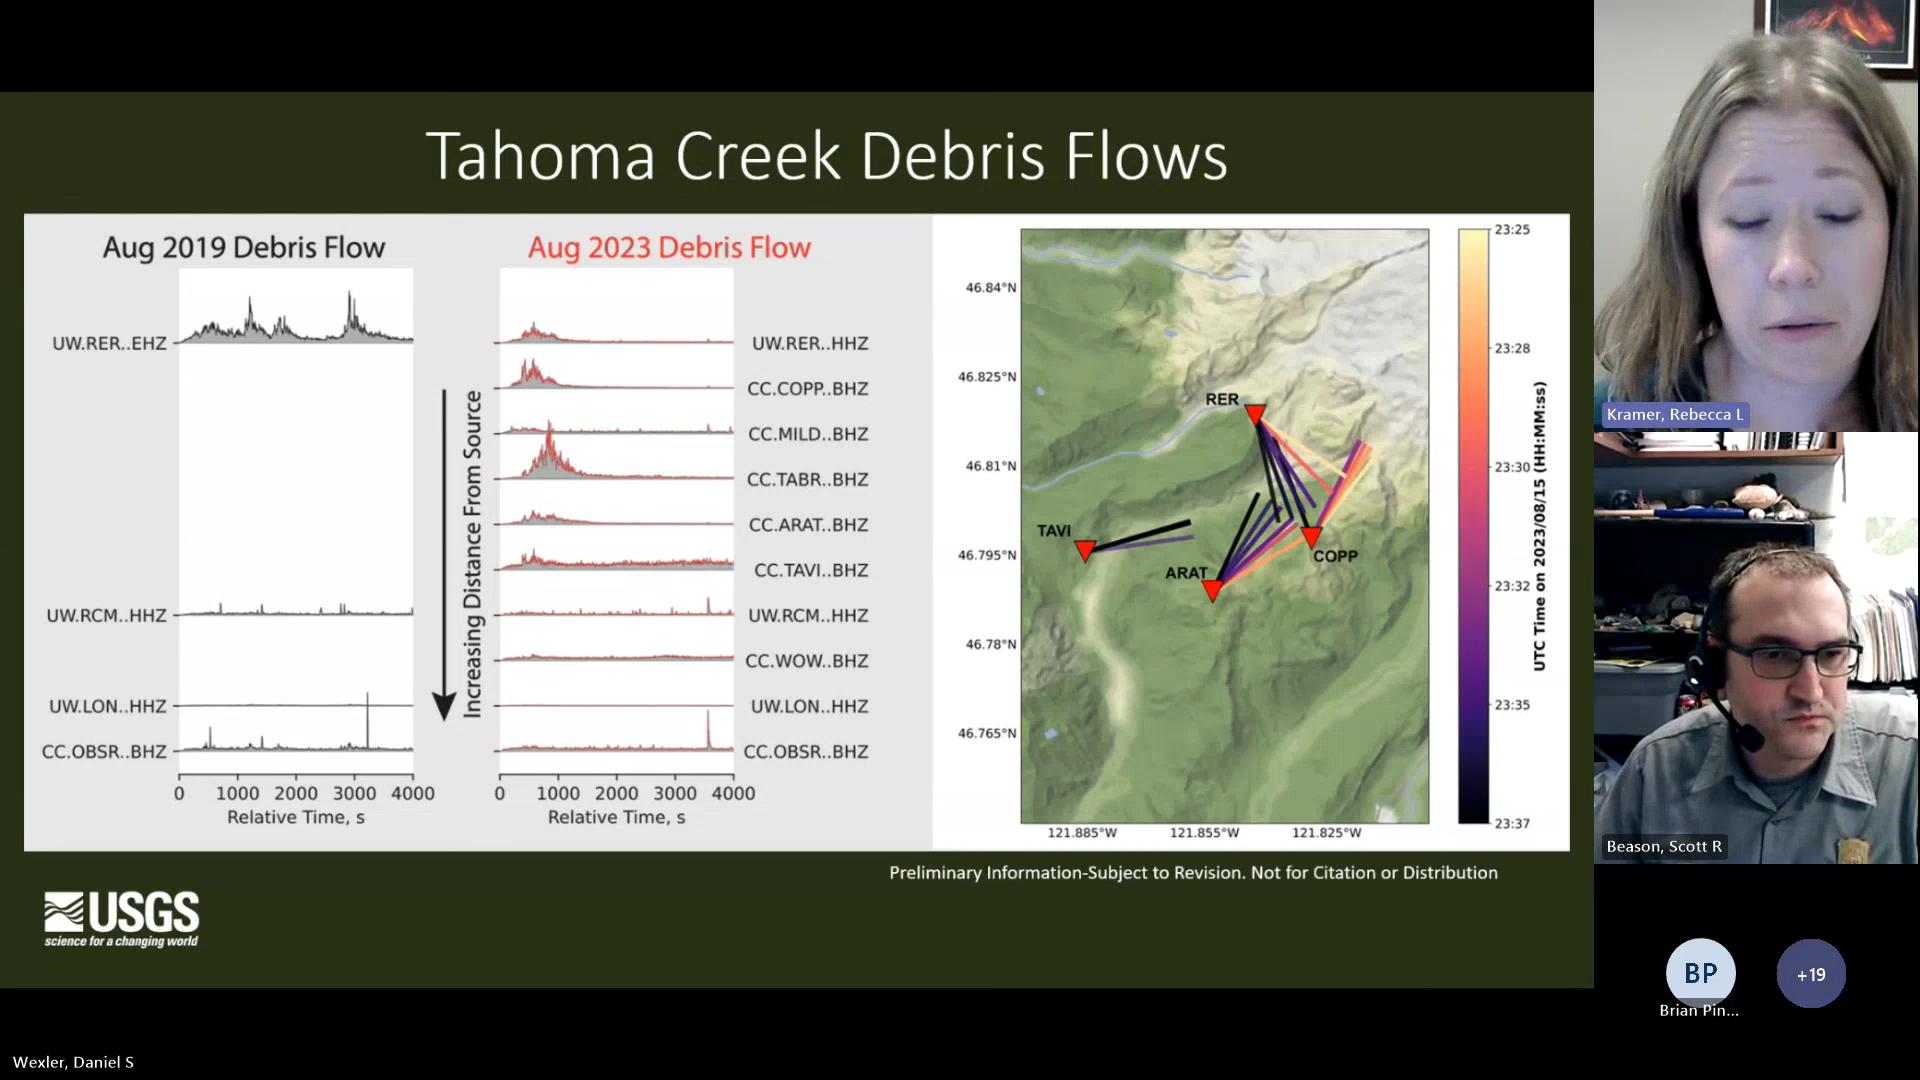 Tahoma Creek Debris Flows
Aug 2019 Debris Flow
UW.RER..EHZ
UW.RCM..HHZ
UW.LON..HHZ
CC.OBSR..BHZ
0 1000 2000 3000 4000
Relative Time, s
Increasing Distance From Source
Aug 2023 Debris Flow
UW.RER..HHZ
CC.COPP..BHZ
CC.MILD..BHZ
CC.TABR..BHZ
CC.ARAT..BHZ
CC.TAVI..BHZ
UW.RCM..HHZ
CC.WOW..BHZ
UW.LON..HHZ
CC.OBSR..BHZ
0 1000 2000 3000 4000
Relative Time, s
46.84°N
46.825°N
46.81°N
46.795°N
46.78°N
46.765°N
RER
TAVI
COPP
ARAT
121.885°W 121.855°W 121.825°W
23:25
23:28
23:30
23:32
23:35
23:37
UTC Time on 2023/08/15 (HH:MM:ss)
Preliminary Information-Subject to Revision. Not for Citation or Distribution
USGS
science for a changing world
Kramer, Rebecca L
Beason, Scott R
BP
Brian Pin...
+19
Wexler, Daniel S